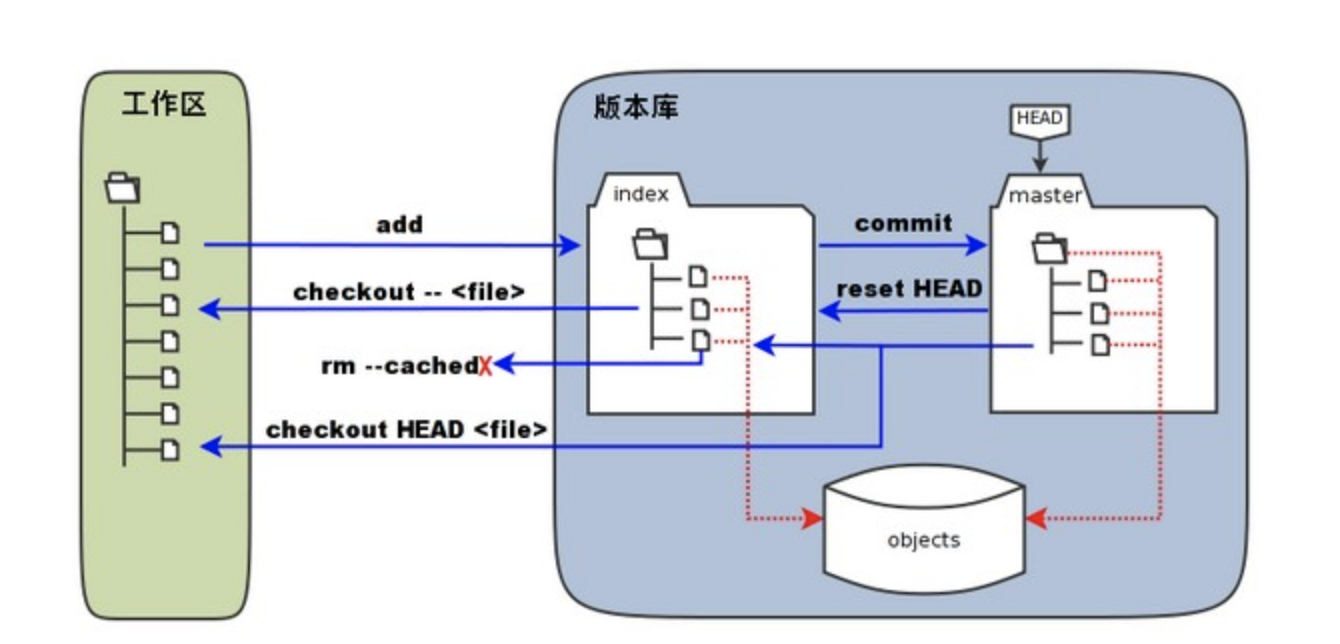 工作区
版本库
HEAD
index
master
add
commit
checkout -- <file>
reset HEAD
rm --cachedX
checkout HEAD <file>
objects